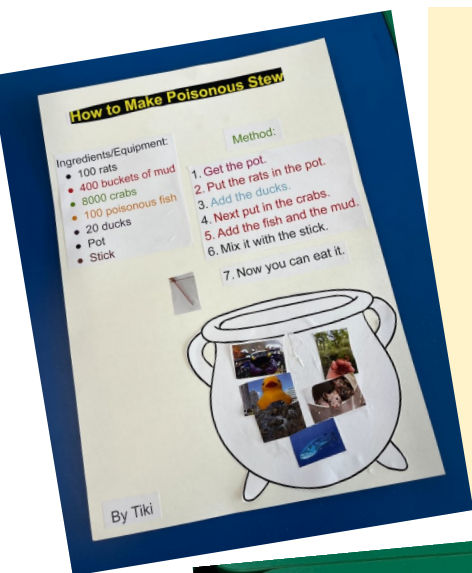 How to Make Poisonous Stew
Ingredients/Equipment:
100 rats
400 buckets of mud
8000 crabs
100 poisonous fish
20 ducks
Pot
Stick
Method:
1. Get the pot.
2. Put the rats in the pot.
3. Add the ducks.
4. Next put in the crabs.
5. Add the fish and the mud.
6. Mix it with the stick.
7. Now you can eat it.
By Tiki